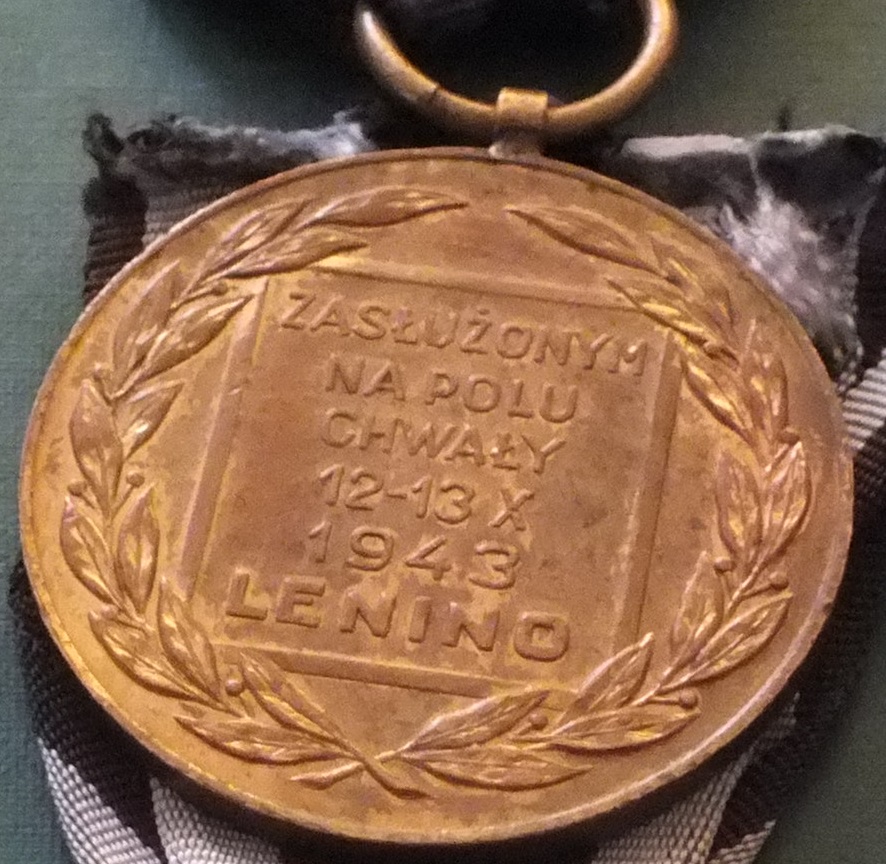 ZASŁUŻONYM
NA POLU
CHWAŁY
12-13 X
1943
LENINO